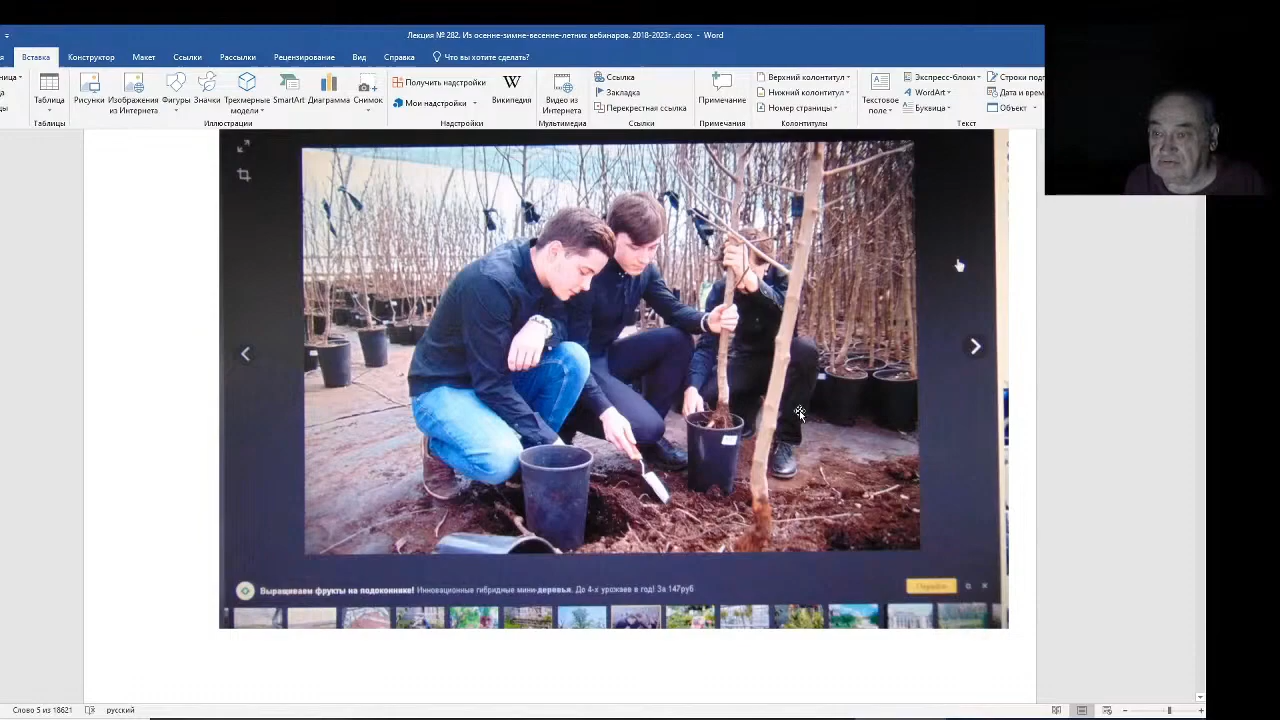 Лекция № 282. Из осенне-зимне-весенне-летних вебинаров. 2018-2023г..docx - Word
Вставка Конструктор Макет Ссылки Рассылки Рецензирование Вид Справка Что вы хотите сделать?
Таблица
Рисунки
Изображения из Интернета
Фигуры
Значки
Трехмерные модели
SmartArt
Диаграмма
Снимок
Получить надстройки
Мои надстройки
Википедия
Видео из Интернета
Ссылка
Закладка
Перекрестная ссылка
Примечание
Верхний колонтитул
Нижний колонтитул
Номер страницы
Текстовое поле
Экспресс-блоки
WordArt
Буквица
Объект
Таблицы Иллюстрации Надстройки Мультимедиа Ссылки Примечания Колонтитулы Текст
Выращиваем фрукты на подоконнике! Инновационные гибридные мини-деревья. До 4-х урожаев в год! За 147руб
Слово 5 из 18621 русский